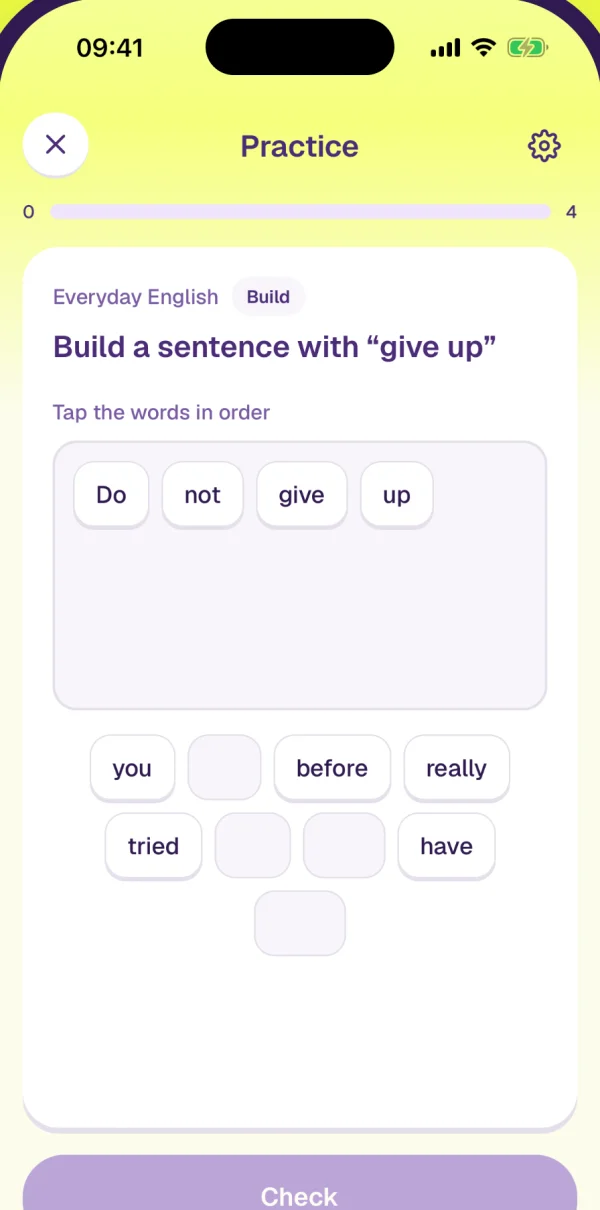 09:41
Practice
0 4
Everyday English Build
Build a sentence with “give up”
Tap the words in order
Do not give up
you before really
tried have
Check